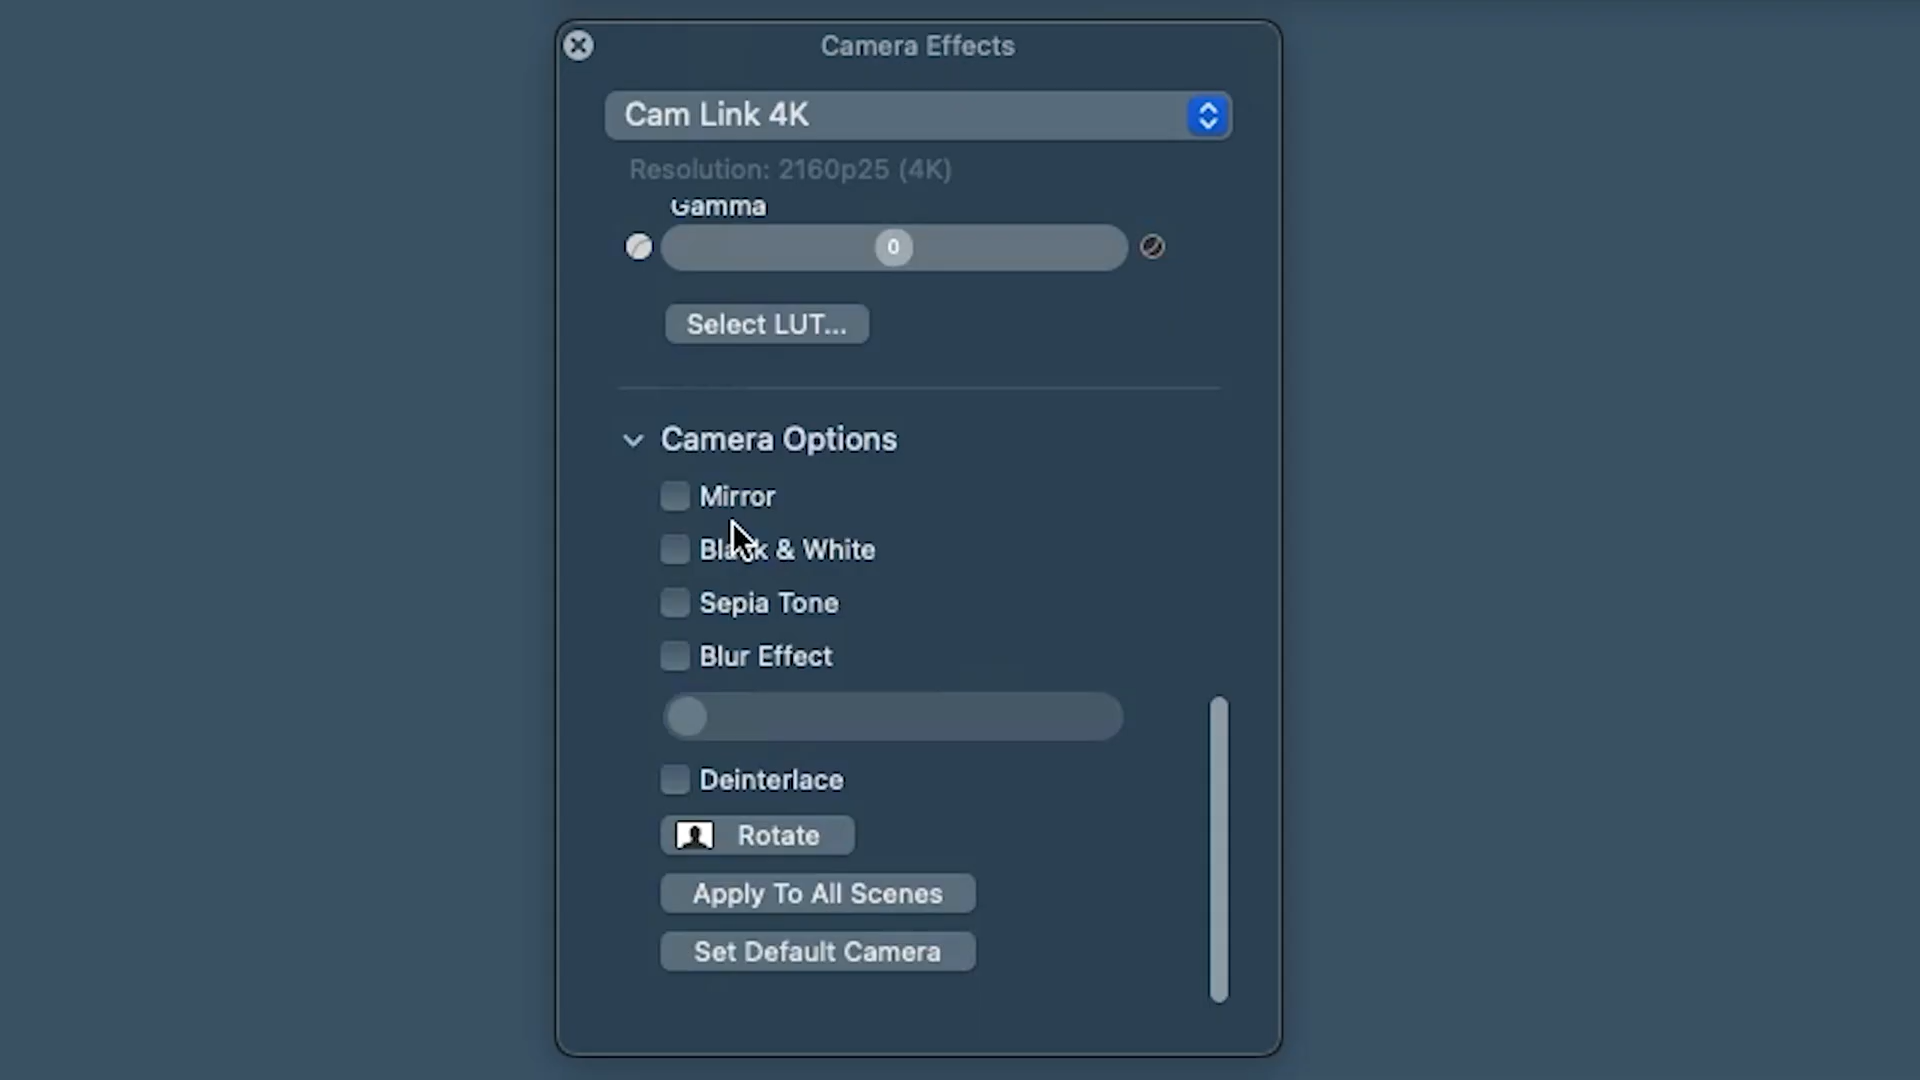 Camera Effects
Cam Link 4K
Resolution: 2160p25 (4K)
Gamma
0
Select LUT...
Camera Options
Mirror
Black & White
Sepia Tone
Blur Effect
Deinterlace
Rotate
Apply To All Scenes
Set Default Camera